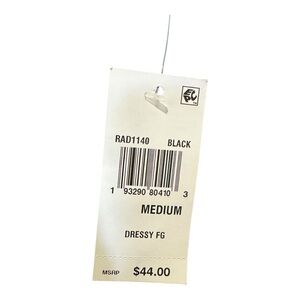 RAD1140 BLACK
1 93290 80410 3
MEDIUM
DRESSY FG
MSRP $44.00